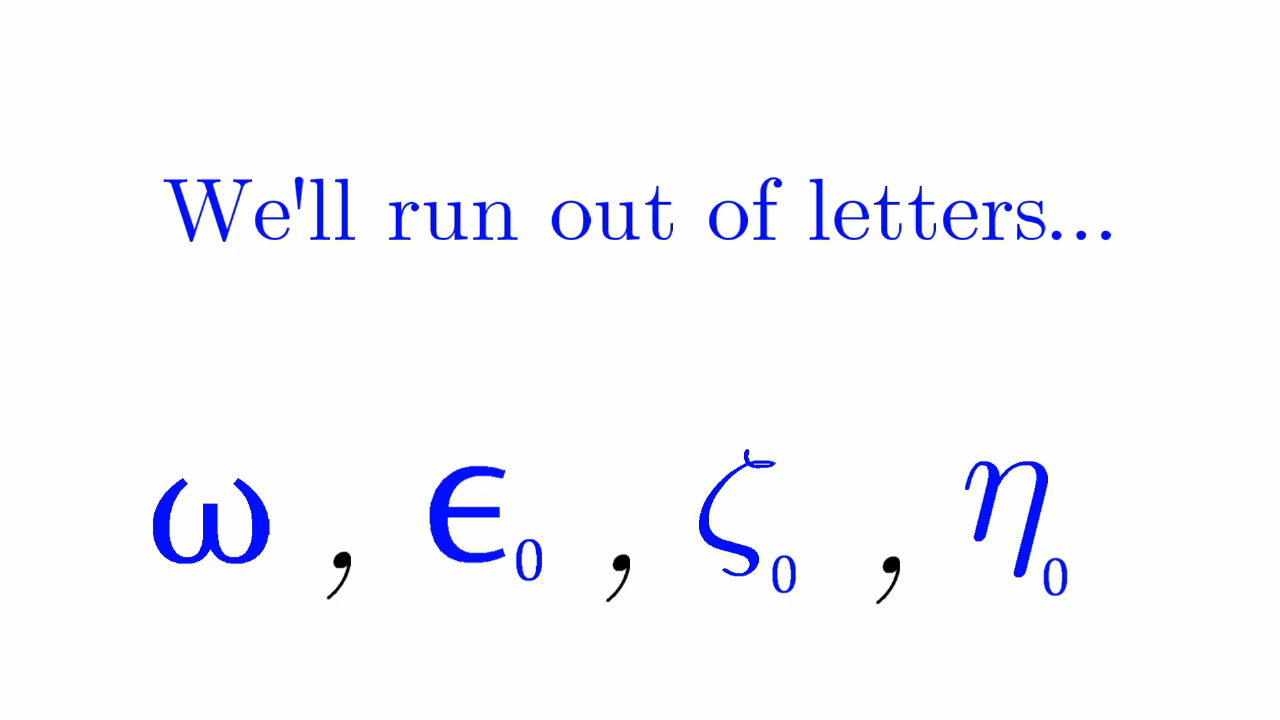 We'll run out of letters...
ω , ϵ₀ , ζ₀ , η₀